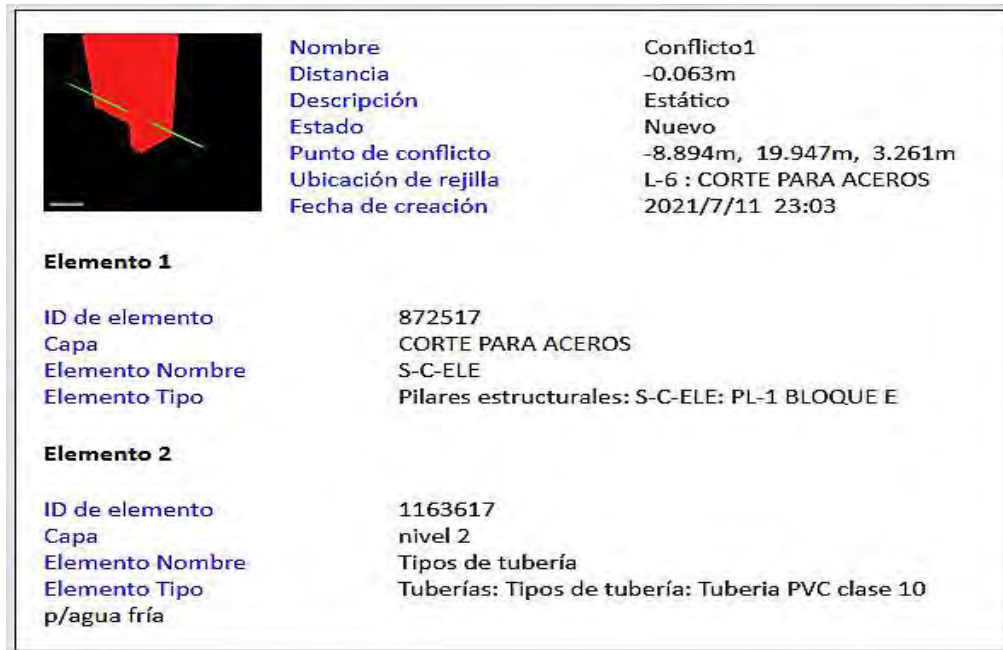 Nombre Conflicto1
Distancia -0.063m
Descripción Estático
Estado Nuevo
Punto de conflicto -8.894m, 19.947m, 3.261m
Ubicación de rejilla L-6 : CORTE PARA ACEROS
Fecha de creación 2021/7/11 23:03
Elemento 1
ID de elemento 872517
Capa CORTE PARA ACEROS
Elemento Nombre S-C-ELE
Elemento Tipo Pilares estructurales: S-C-ELE: PL-1 BLOQUE E
Elemento 2
ID de elemento 1163617
Capa nivel 2
Elemento Nombre Tipos de tubería
Elemento Tipo Tuberías: Tipos de tubería: Tuberia PVC clase 10
p/agua fría